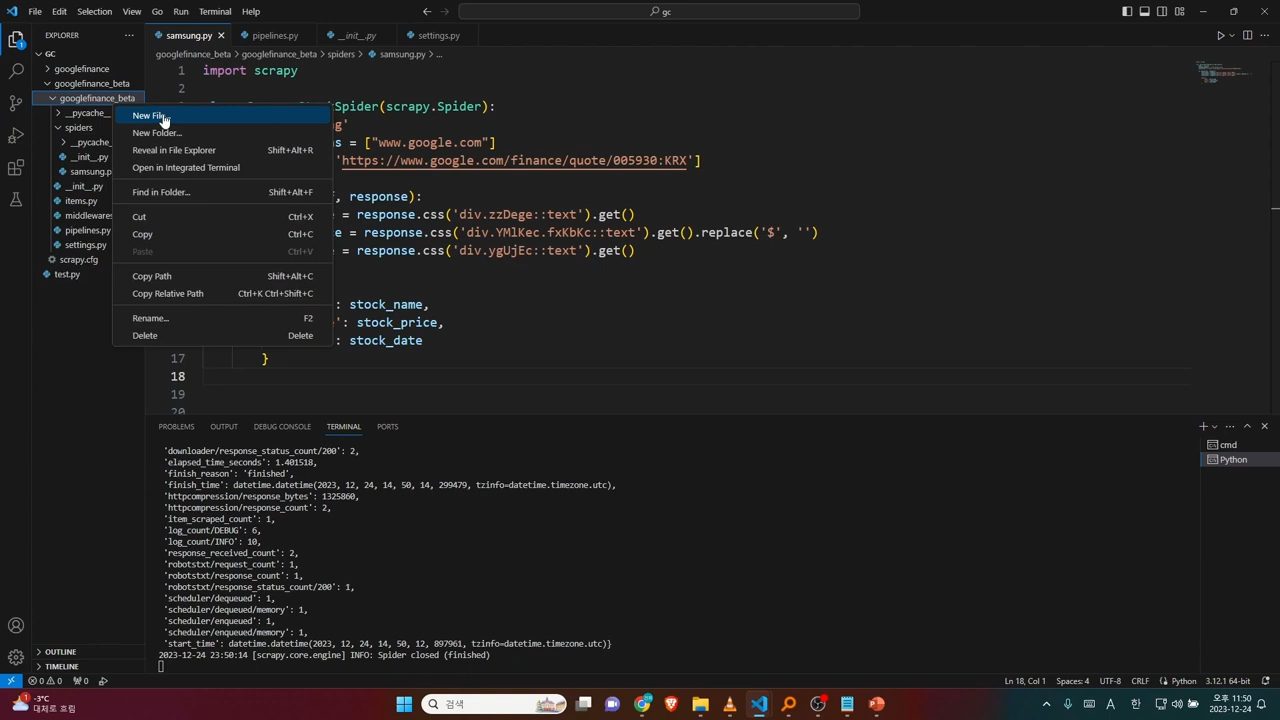 File Edit Selection View Go Run Terminal Help
gc
EXPLORER
GC
googlefinance
googlefinance_beta
googlefinance_beta
__pycache__
spiders
__pycache_
__init__.py
samsung.p
__init__.py
items.py
middlewares
pipelines.py
settings.py
scrapy.cfg
test.py
OUTLINE
TIMELINE
New File...
New Folder...
Reveal in File Explorer Shift+Alt+R
Open in Integrated Terminal
Find in Folder... Shift+Alt+F
Cut Ctrl+X
Copy Ctrl+C
Paste Ctrl+V
Copy Path Shift+Alt+C
Copy Relative Path Ctrl+K Ctrl+Shift+C
Rename... F2
Delete Delete
samsung.py pipelines.py __init__.py settings.py
googlefinance_beta > googlefinance_beta > spiders > samsung.py > ...
1 import scrapy
2
Spider(scrapy.Spider):
g'
s = ["www.google.com"]
'https://www.google.com/finance/quote/005930:KRX']
f, response):
e = response.css('div.zzDege::text').get()
e = response.css('div.YMlKec.fxKbKc::text').get().replace('$', '')
e = response.css('div.ygUjEc::text').get()
: stock_name,
': stock_price,
: stock_date
17 }
18
19
20
PROBLEMS OUTPUT DEBUG CONSOLE TERMINAL PORTS
cmd
Python
'downloader/response_status_count/200': 2,
'elapsed_time_seconds': 1.401518,
'finish_reason': 'finished',
'finish_time': datetime.datetime(2023, 12, 24, 14, 50, 14, 299479, tzinfo=datetime.timezone.utc),
'httpcompression/response_bytes': 1325860,
'httpcompression/response_count': 2,
'item_scraped_count': 1,
'log_count/DEBUG': 6,
'log_count/INFO': 10,
'response_received_count': 2,
'robotstxt/request_count': 1,
'robotstxt/response_count': 1,
'robotstxt/response_status_count/200': 1,
'scheduler/dequeued': 1,
'scheduler/dequeued/memory': 1,
'scheduler/enqueued': 1,
'scheduler/enqueued/memory': 1,
'start_time': datetime.datetime(2023, 12, 24, 14, 50, 12, 897961, tzinfo=datetime.timezone.utc)}
2023-12-24 23:50:14 [scrapy.core.engine] INFO: Spider closed (finished)
0 0 0 Ln 18, Col 1 Spaces: 4 UTF-8 CRLF Python 3.12.1 64-bit
-3°C
대체로 흐림
검색
A 한
오후 11:50
2023-12-24